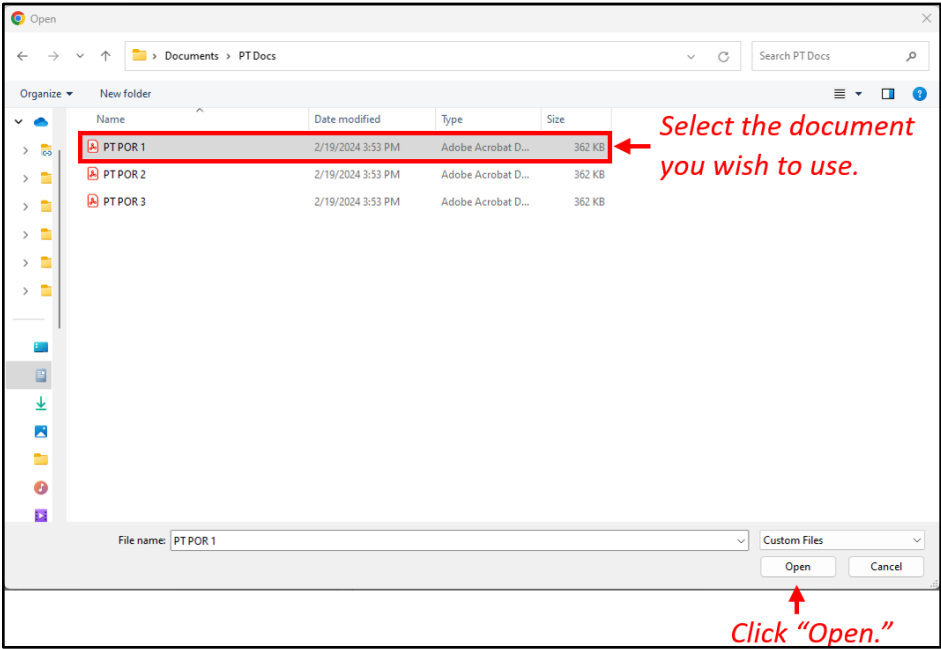 Open
Documents > PT Docs
Search PT Docs
Organize
New folder
Name
Date modified
Type
Size
Select the document
you wish to use.
PT POR 1 2/19/2024 3:53 PM Adobe Acrobat D... 362 KB
PT POR 2 2/19/2024 3:53 PM Adobe Acrobat D... 362 KB
PT POR 3 2/19/2024 3:53 PM Adobe Acrobat D... 362 KB
File name: PT POR 1
Custom Files
Open
Cancel
Click “Open.”